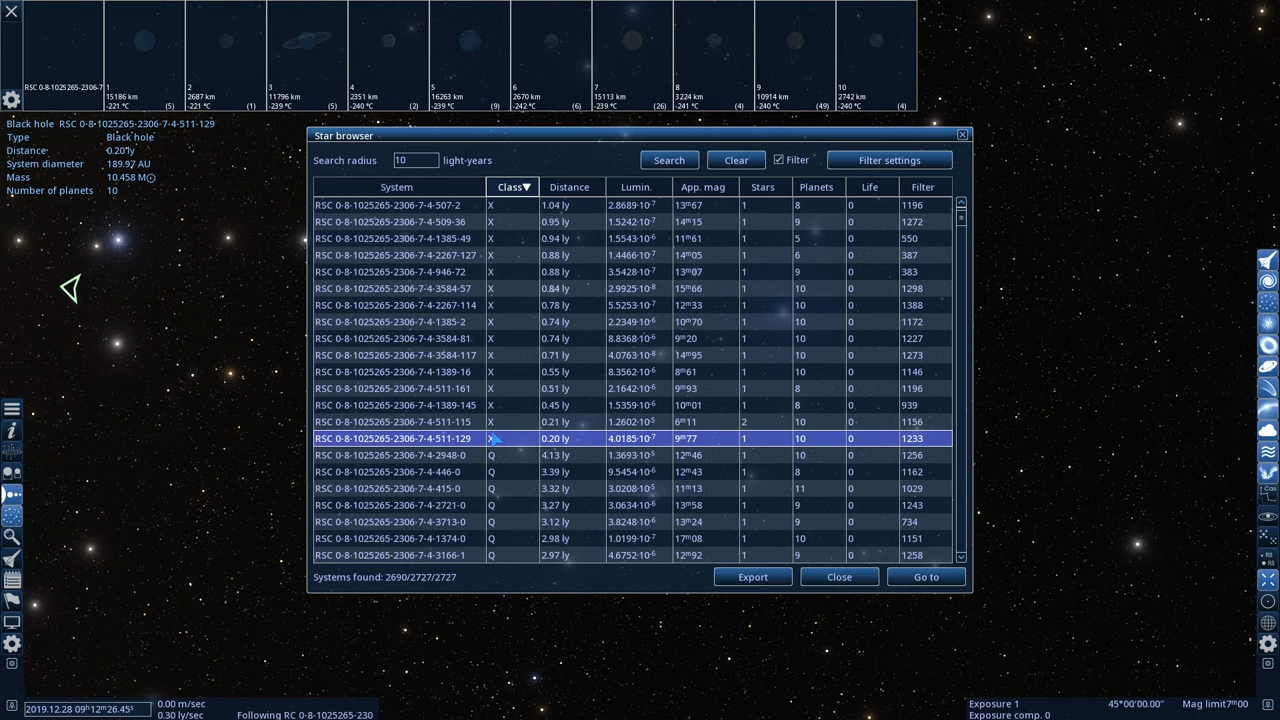 RSC 0-8-1025265-2306-7
1
15186 km
-221 °C (5)
2
2687 km
-221 °C (1)
3
11796 km
-239 °C (5)
4
2351 km
-240 °C (2)
5
16263 km
-239 °C (9)
6
2670 km
-242 °C (6)
7
15113 km
-239 °C (26)
8
3224 km
-241 °C (4)
9
10914 km
-240 °C (49)
10
2742 km
-240 °C (4)
Black hole RSC 0-8-1025265-2306-7-4-511-129
Type Black hole
Distance 0.20 ly
System diameter 189.97 AU
Mass 10.458 M☉
Number of planets 10
Star browser
Search radius 10 light-years Search Clear Filter Filter settings
System Class▼ Distance Lumin. App. mag Stars Planets Life Filter
RSC 0-8-1025265-2306-7-4-507-2 X 1.04 ly 2.8689·10⁻⁷ 13ᵐ67 1 8 0 1196
RSC 0-8-1025265-2306-7-4-509-36 X 0.95 ly 1.5242·10⁻⁷ 14ᵐ15 1 9 0 1272
RSC 0-8-1025265-2306-7-4-1385-49 X 0.94 ly 1.5543·10⁻⁶ 11ᵐ61 1 5 0 550
RSC 0-8-1025265-2306-7-4-2267-127 X 0.88 ly 1.4466·10⁻⁷ 14ᵐ05 1 6 0 387
RSC 0-8-1025265-2306-7-4-946-72 X 0.88 ly 3.5428·10⁻⁷ 13ᵐ07 1 9 0 383
RSC 0-8-1025265-2306-7-4-3584-57 X 0.84 ly 2.9925·10⁻⁸ 15ᵐ66 1 10 0 1298
RSC 0-8-1025265-2306-7-4-2267-114 X 0.78 ly 5.5253·10⁻⁷ 12ᵐ33 1 10 0 1388
RSC 0-8-1025265-2306-7-4-1385-2 X 0.74 ly 2.2349·10⁻⁶ 10ᵐ70 1 10 0 1172
RSC 0-8-1025265-2306-7-4-3584-81 X 0.74 ly 8.8368·10⁻⁶ 9ᵐ20 1 10 0 1227
RSC 0-8-1025265-2306-7-4-3584-117 X 0.71 ly 4.0763·10⁻⁸ 14ᵐ95 1 10 0 1273
RSC 0-8-1025265-2306-7-4-1389-16 X 0.55 ly 8.3562·10⁻⁶ 8ᵐ61 1 10 0 1146
RSC 0-8-1025265-2306-7-4-511-161 X 0.51 ly 2.1642·10⁻⁶ 9ᵐ93 1 8 0 1196
RSC 0-8-1025265-2306-7-4-1389-145 X 0.45 ly 1.5359·10⁻⁶ 10ᵐ01 1 8 0 939
RSC 0-8-1025265-2306-7-4-511-115 X 0.21 ly 1.2602·10⁻⁵ 6ᵐ11 2 10 0 1156
RSC 0-8-1025265-2306-7-4-511-129 X 0.20 ly 4.0185·10⁻⁷ 9ᵐ77 1 10 0 1233
RSC 0-8-1025265-2306-7-4-2948-0 Q 4.13 ly 1.3693·10⁻⁵ 12ᵐ46 1 10 0 1256
RSC 0-8-1025265-2306-7-4-446-0 Q 3.39 ly 9.5454·10⁻⁶ 12ᵐ43 1 8 0 1162
RSC 0-8-1025265-2306-7-4-415-0 Q 3.32 ly 3.0208·10⁻⁵ 11ᵐ13 1 11 0 1029
RSC 0-8-1025265-2306-7-4-2721-0 Q 3.27 ly 3.0634·10⁻⁶ 13ᵐ58 1 9 0 1243
RSC 0-8-1025265-2306-7-4-3713-0 Q 3.12 ly 3.8248·10⁻⁶ 13ᵐ24 1 9 0 734
RSC 0-8-1025265-2306-7-4-1374-0 Q 2.98 ly 1.0199·10⁻⁷ 17ᵐ08 1 10 0 1151
RSC 0-8-1025265-2306-7-4-3166-1 Q 2.97 ly 4.6752·10⁻⁶ 12ᵐ92 1 9 0 1258
Systems found: 2690/2727/2727 Export Close Go to
2019.12.28 09ʰ12ᵐ26.45ˢ 0.00 m/sec
0.30 ly/sec Following RC 0-8-1025265-230
Exposure 1 45°00'00.00" Mag limit7ᵐ00
Exposure comp. 0